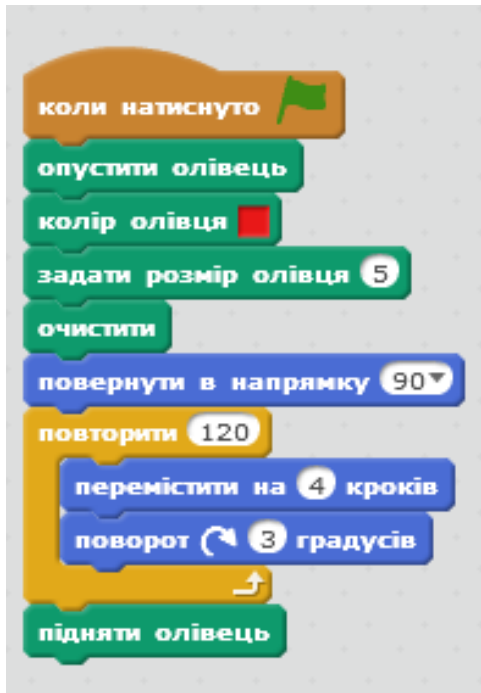 коли натиснуто
опустити олівець
колір олівця
задати розмір олівця 5
очистити
повернути в напрямку 90
повторити 120
перемістити на 4 кроків
поворот 3 градусів
підняти олівець